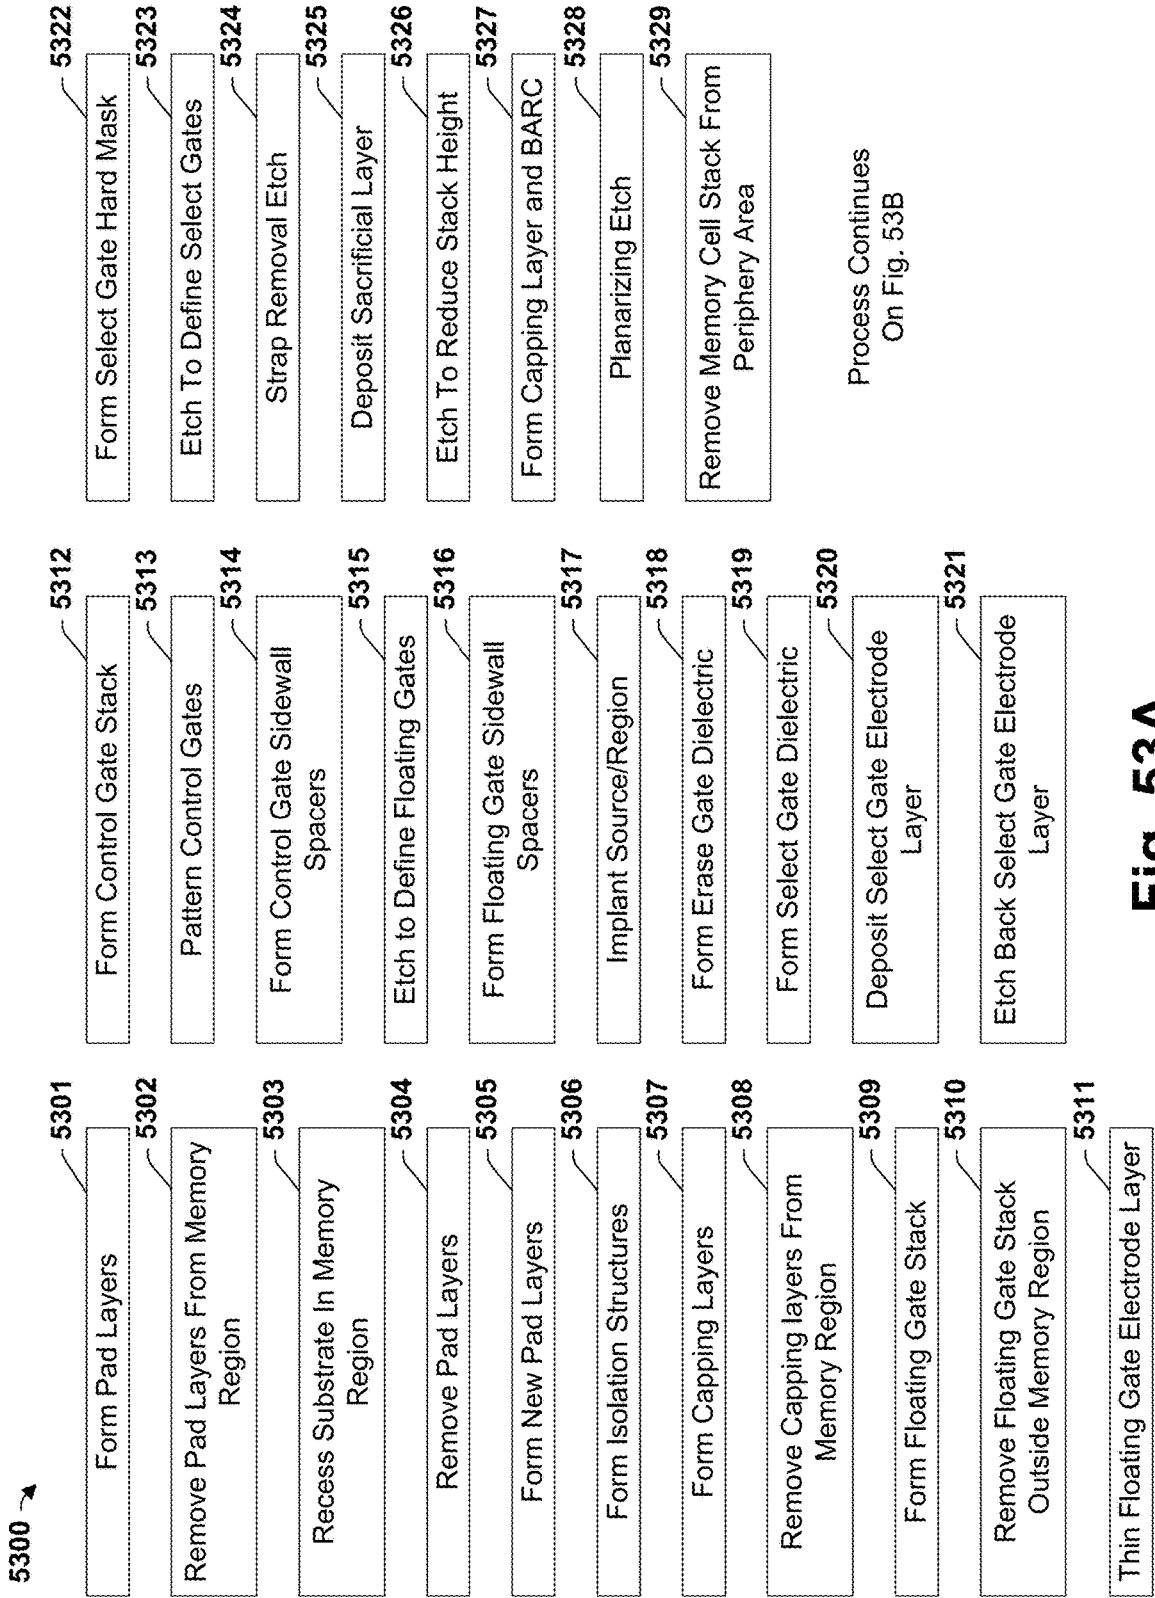 5300
5301
Form Pad Layers
5302
Remove Pad Layers From Memory
Region
5303
Recess Substrate In Memory
Region
5304
Remove Pad Layers
5305
Form New Pad Layers
5306
Form Isolation Structures
5307
Form Capping Layers
5308
Remove Capping layers From
Memory Region
5309
Form Floating Gate Stack
5310
Remove Floating Gate Stack
Outside Memory Region
5311
Thin Floating Gate Electrode Layer
5312
Form Control Gate Stack
5313
Pattern Control Gates
5314
Form Control Gate Sidewall
Spacers
5315
Etch to Define Floating Gates
5316
Form Floating Gate Sidewall
Spacers
5317
Implant Source/Region
5318
Form Erase Gate Dielectric
5319
Form Select Gate Dielectric
5320
Deposit Select Gate Electrode
Layer
5321
Etch Back Select Gate Electrode
Layer
5322
Form Select Gate Hard Mask
5323
Etch To Define Select Gates
5324
Strap Removal Etch
5325
Deposit Sacrificial Layer
5326
Etch To Reduce Stack Height
5327
Form Capping Layer and BARC
5328
Planarizing Etch
5329
Remove Memory Cell Stack From
Periphery Area
Process Continues
On Fig. 53B
Fig. 53A